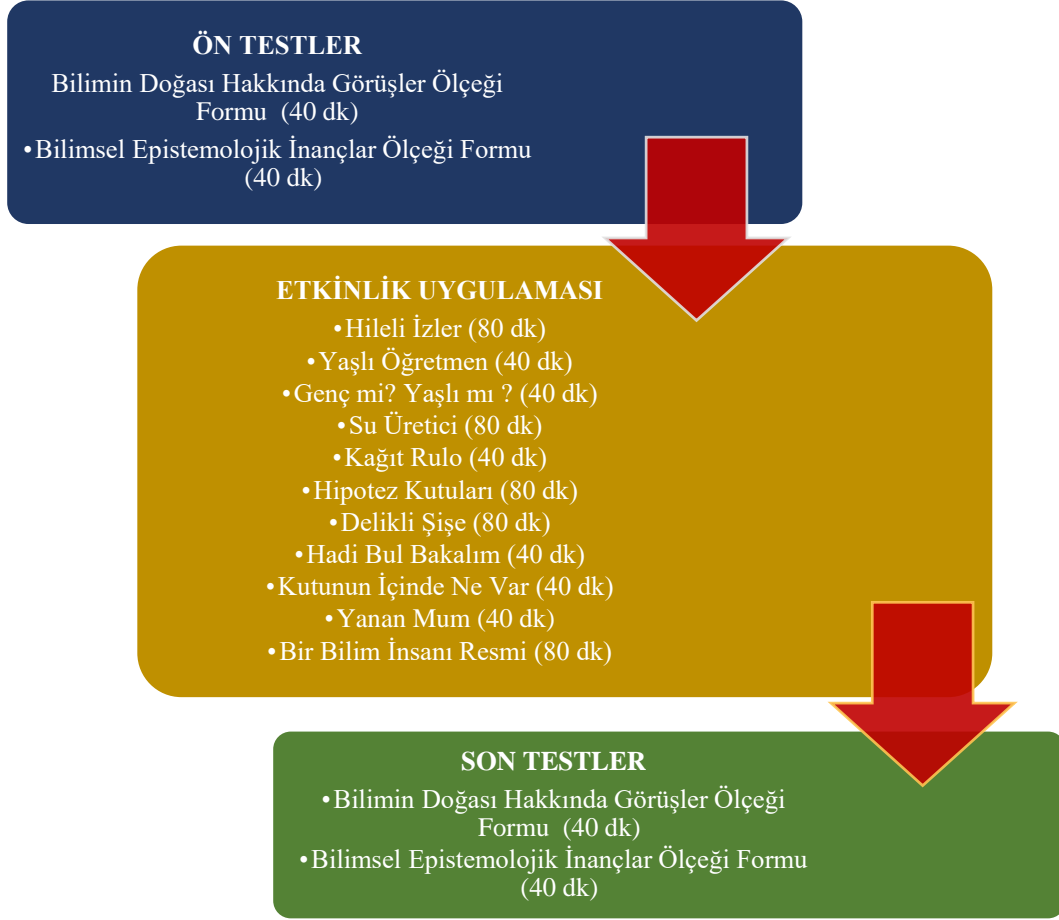 ÖN TESTLER
Bilimin Doğası Hakkında Görüşler Ölçeği
Formu (40 dk)
•Bilimsel Epistemolojik İnançlar Ölçeği Formu
(40 dk)
ETKİNLİK UYGULAMASI
•Hileli İzler (80 dk)
•Yaşlı Öğretmen (40 dk)
•Genç mi? Yaşlı mı ? (40 dk)
•Su Üretici (80 dk)
•Kağıt Rulo (40 dk)
•Hipotez Kutuları (80 dk)
•Delikli Şişe (80 dk)
•Hadi Bul Bakalım (40 dk)
•Kutunun İçinde Ne Var (40 dk)
•Yanan Mum (40 dk)
•Bir Bilim İnsanı Resmi (80 dk)
SON TESTLER
•Bilimin Doğası Hakkında Görüşler Ölçeği
Formu (40 dk)
•Bilimsel Epistemolojik İnançlar Ölçeği Formu
(40 dk)